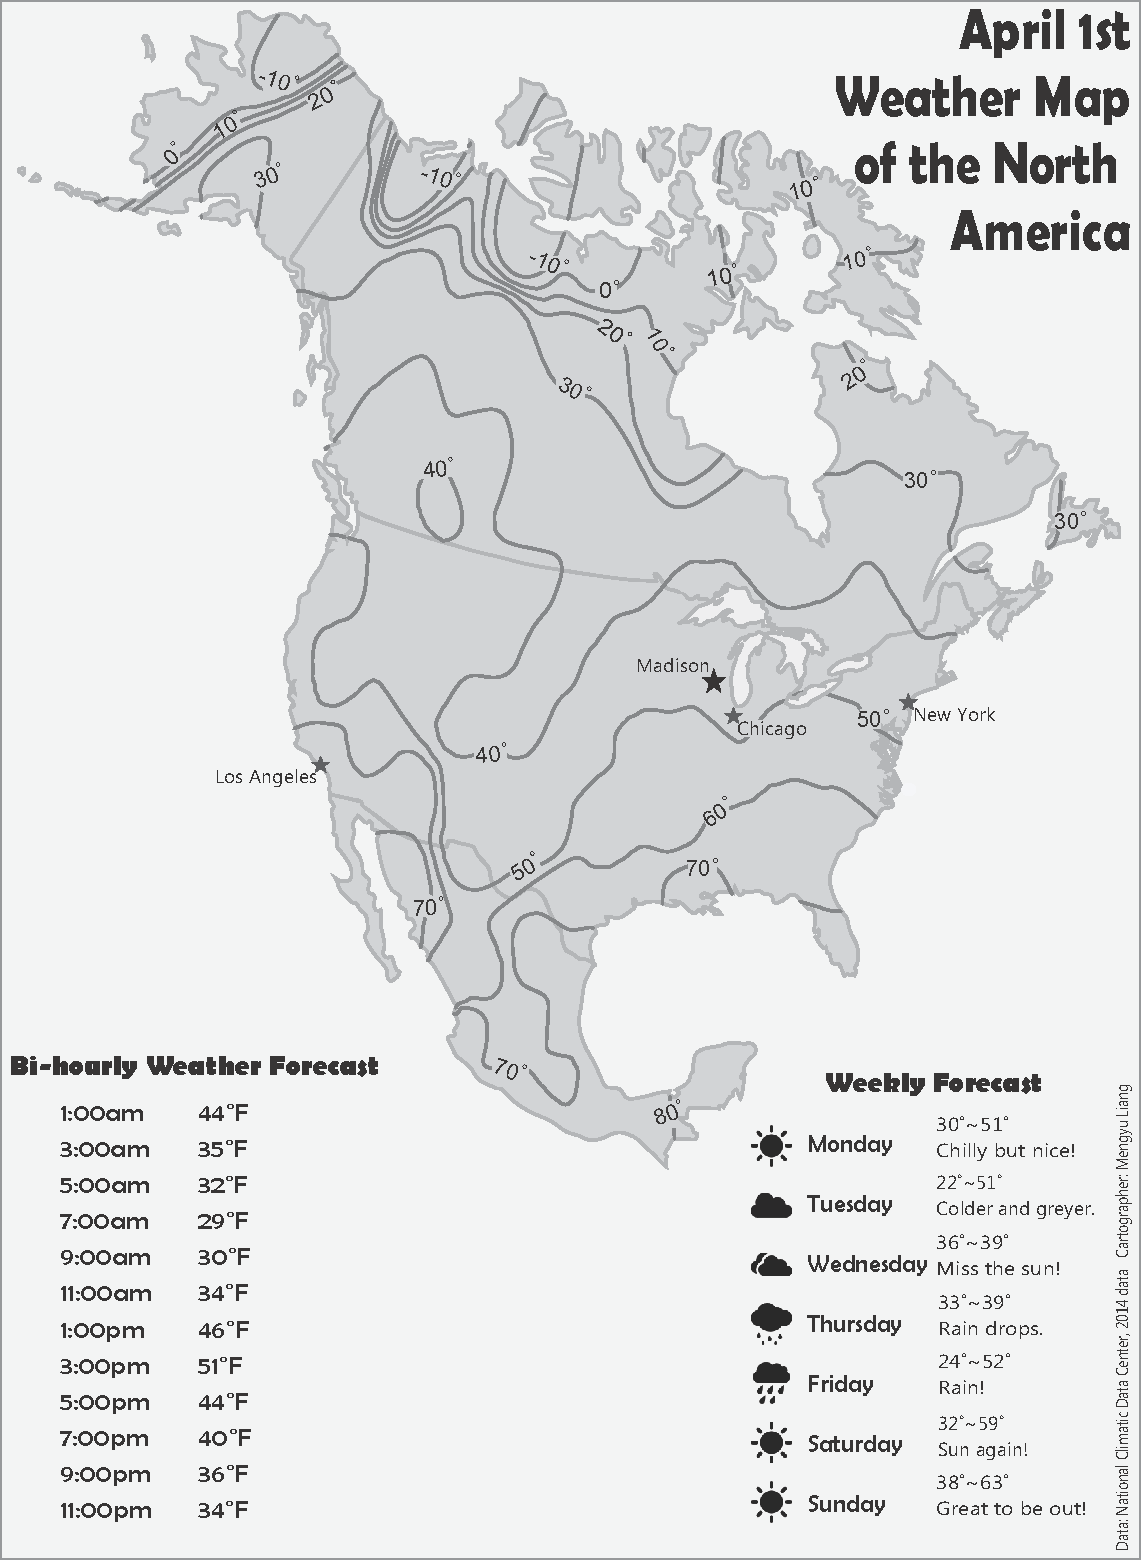 April 1st
Weather Map
of the North
America
-10°
20°
10°
0°
30°
-10°
10°
10°
-10°
10°
0°
20°
10°
30°
20°
40°
30°
30°
Madison
50°
New York
Chicago
40°
Los Angeles
60°
50°
70°
70°
70°
80°
Bi-hourly Weather Forecast
1:00am 44°F
3:00am 35°F
5:00am 32°F
7:00am 29°F
9:00am 30°F
11:00am 34°F
1:00pm 46°F
3:00pm 51°F
5:00pm 44°F
7:00pm 40°F
9:00pm 36°F
11:00pm 34°F
Weekly Forecast
30°~51°
Monday Chilly but nice!
22°~51°
Tuesday Colder and greyer.
36°~39°
Wednesday Miss the sun!
33°~39°
Thursday Rain drops.
24°~52°
Friday Rain!
32°~59°
Saturday Sun again!
38°~63°
Sunday Great to be out!
Data: National Climatic Data Center, 2014 data Cartographer: Mengyu Liang